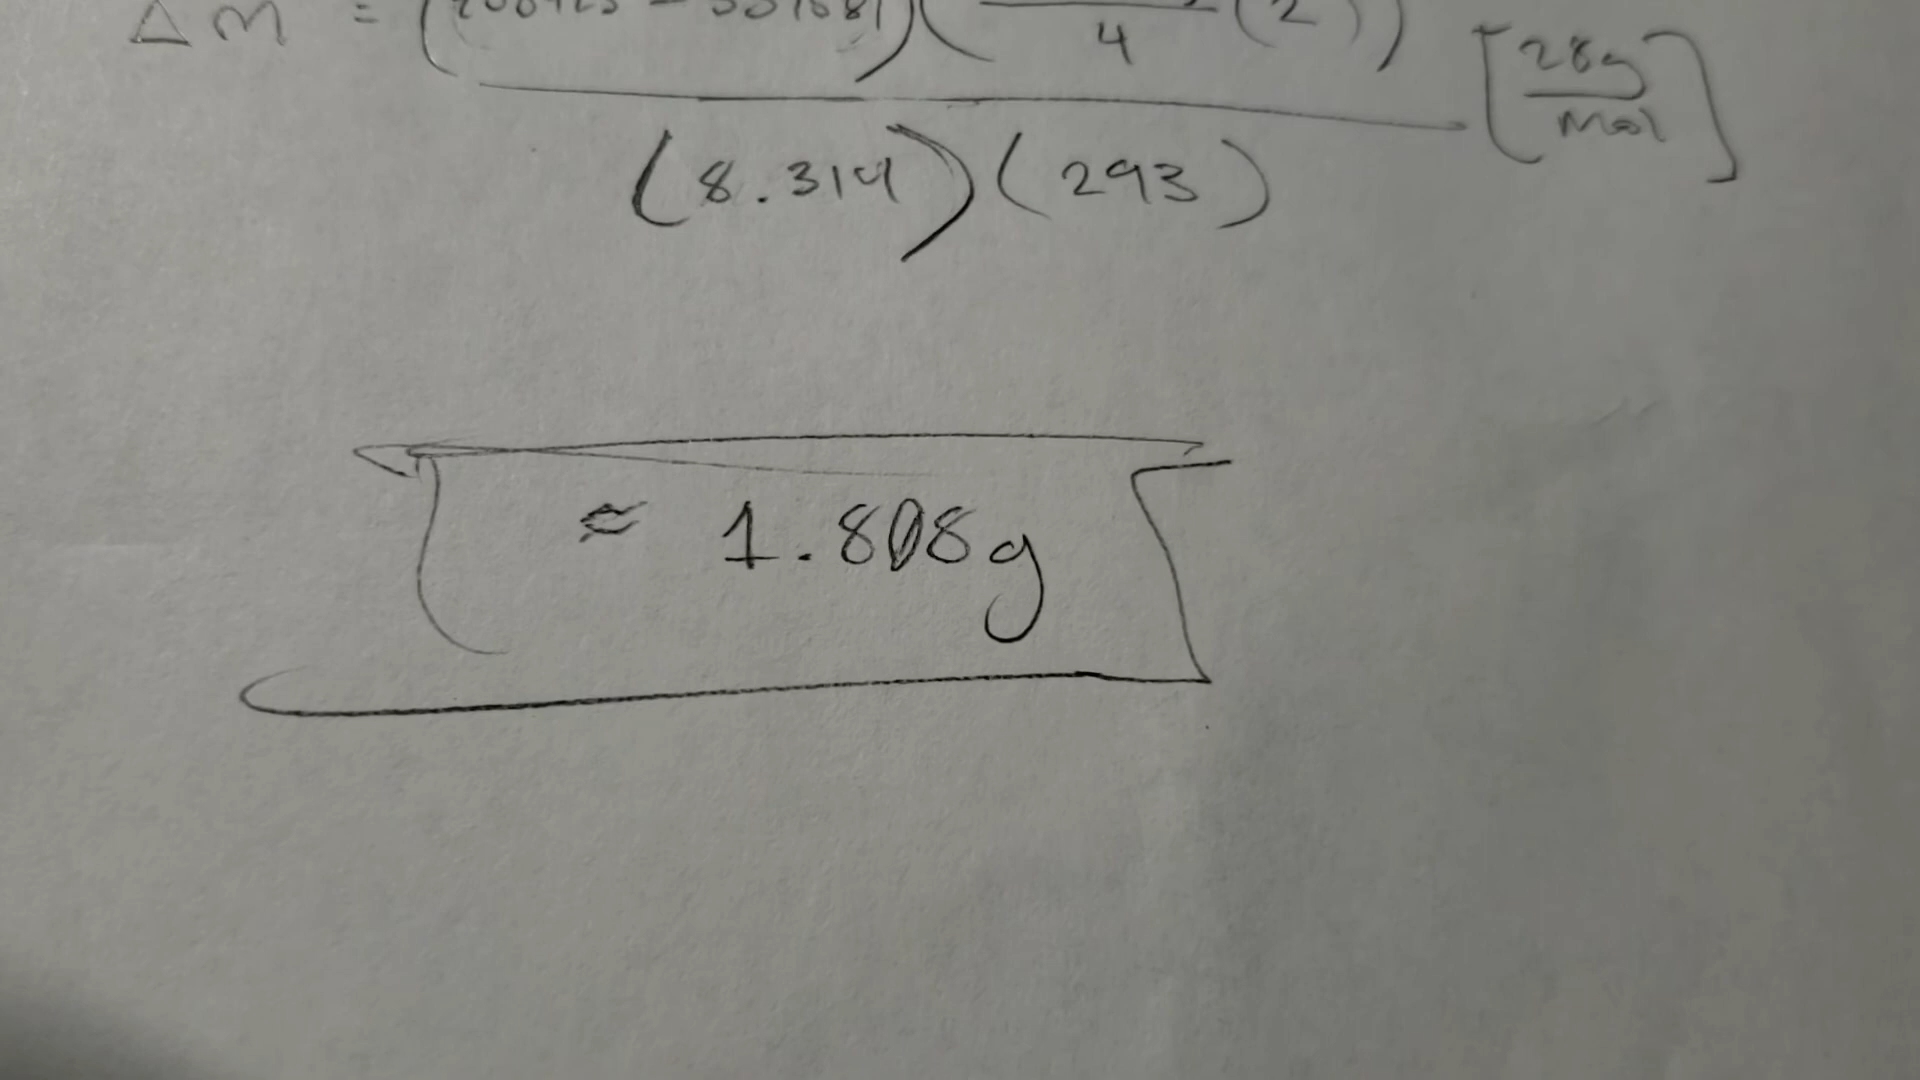 Δm = (
4 (2))
[28g
mol]
(8.314)(293)
≈ 1.808g